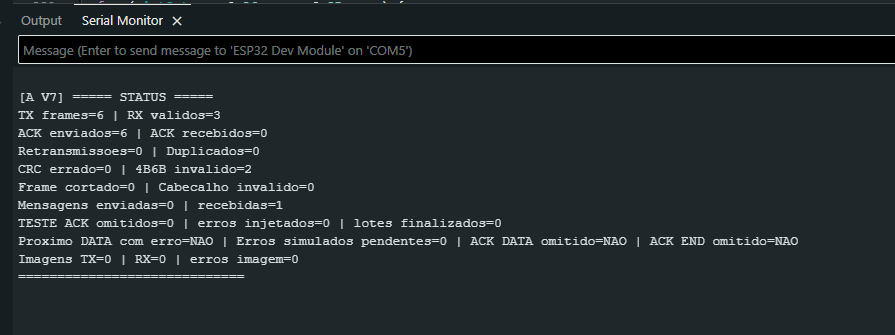 Output Serial Monitor
Message (Enter to send message to 'ESP32 Dev Module' on 'COM5')
[A V7] ===== STATUS =====
TX frames=6 | RX validos=3
ACK enviados=6 | ACK recebidos=0
Retransmissoes=0 | Duplicados=0
CRC errado=0 | 4B6B invalido=2
Frame cortado=0 | Cabecalho invalido=0
Mensagens enviadas=0 | recebidas=1
TESTE ACK omitidos=0 | erros injetados=0 | lotes finalizados=0
Proximo DATA com erro=NAO | Erros simulados pendentes=0 | ACK DATA omitido=NAO | ACK END omitido=NAO
Imagens TX=0 | RX=0 | erros imagem=0
=============================